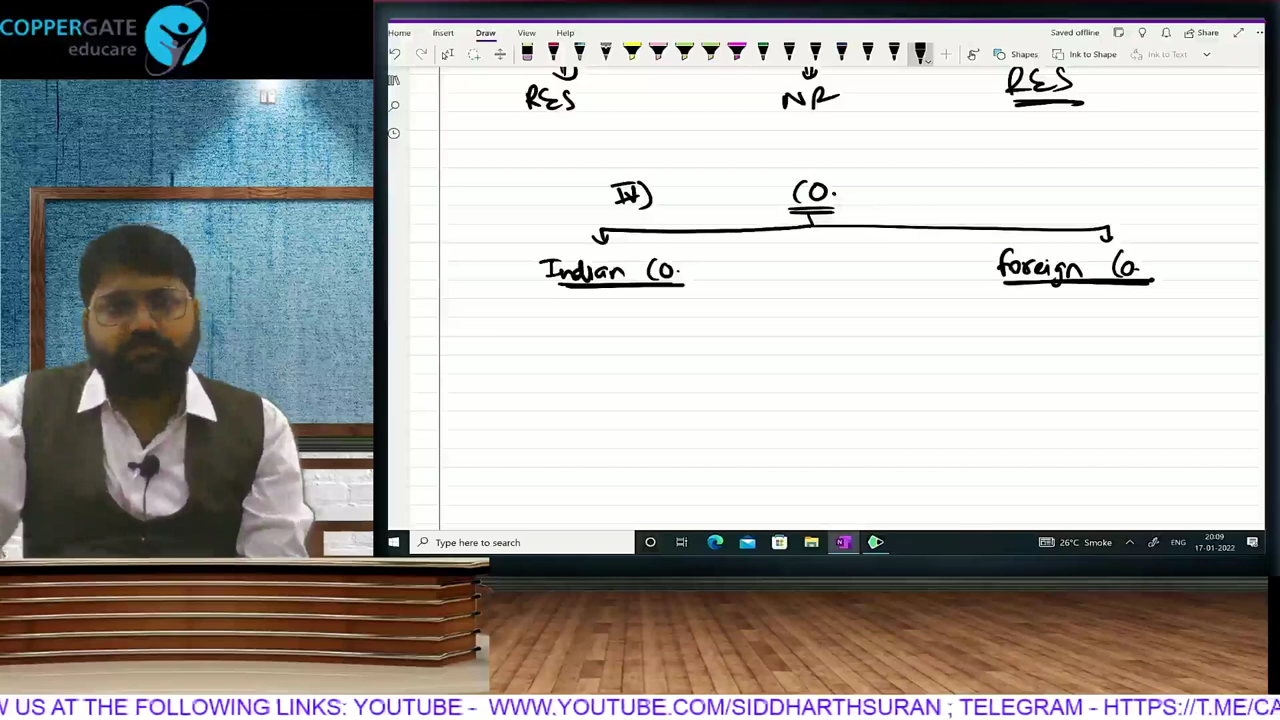 COPPERGATE
educare
Home Insert Draw View Help
Saved offline
Share
Shapes
Ink to Shape
Ink to Text
RES NR RES
IV) CO.
Indian CO. foreign CO.
Type here to search
26°C Smoke
ENG
20:09
17-01-2022
W US AT THE FOLLOWING LINKS: YOUTUBE - WWW.YOUTUBE.COM/SIDDHARTHSURAN ; TELEGRAM - HTTPS://T.ME/CA